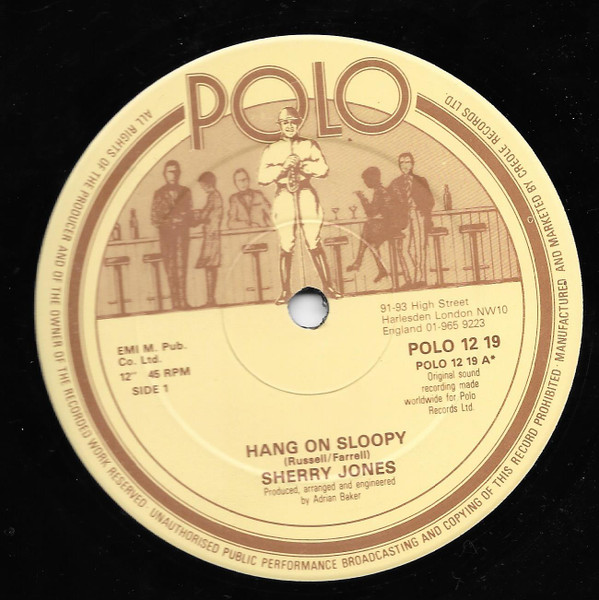 POLO
91-93 High Street
Harlesden London NW10
England 01-965 9223
EMI M. Pub.
Co. Ltd.
12" 45 RPM
SIDE 1
POLO 12 19
POLO 12 19 A*
Original sound
recording made
worldwide for Polo
Records Ltd.
HANG ON SLOOPY
(Russell/Farrell)
SHERRY JONES
Produced, arranged and engineered
by Adrian Baker
ALL RIGHTS OF THE PRODUCER AND OF THE OWNER OF THE RECORDED WORK RESERVED · UNAUTHORISED PUBLIC PERFORMANCE BROADCASTING AND COPYING OF THIS RECORD PROHIBITED · MANUFACTURED AND MARKETED BY CREOLE RECORDS LTD